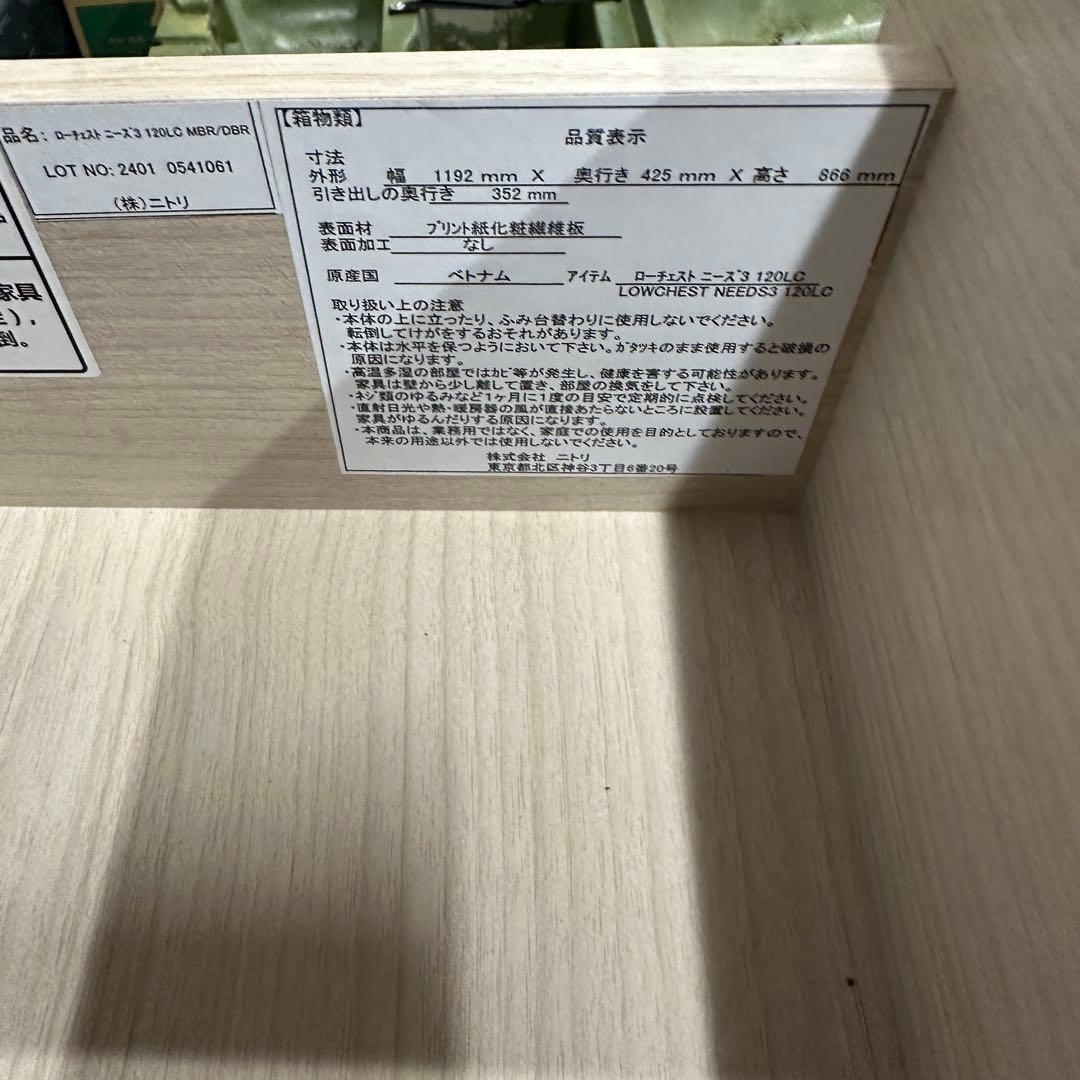 品名: ローチェスト ニーズ3 120LC MBR/DBR
LOT NO: 2401 0541061
(株)ニトリ
家具
),
倒。
【箱物類】
品質表示
寸法
外形 幅 1192 mm X 奥行き 425 mm X 高さ 866 mm
引き出しの奥行き 352 mm
表面材 プリント紙化粧繊維板
表面加工 なし
原産国 ベトナム アイテム ローチェスト ニーズ3 120LC
LOWCHEST NEEDS3 120LC
取り扱い上の注意
・本体の上に立ったり、ふみ台替わりに使用しないでください。
転倒してけがをするおそれがあります。
・本体は水平を保つようにおいて下さい。ガタツキのまま使用すると破損の
原因になります。
・高温多湿の部屋ではカビ等が発生し、健康を害する可能性があります。
家具は壁から少し離して置き、部屋の換気をして下さい。
・ネジ類のゆるみなど1ヶ月に1度の目安で定期的に点検してください。
・直射日光や熱・暖房器の風が直接あたらないところに設置してください。
家具がゆるんだりする原因になります。
・本商品は、業務用ではなく、家庭での使用を目的としておりますので、
本来の用途以外では使用しないでください。
株式会社 ニトリ
東京都北区神谷3丁目6番20号